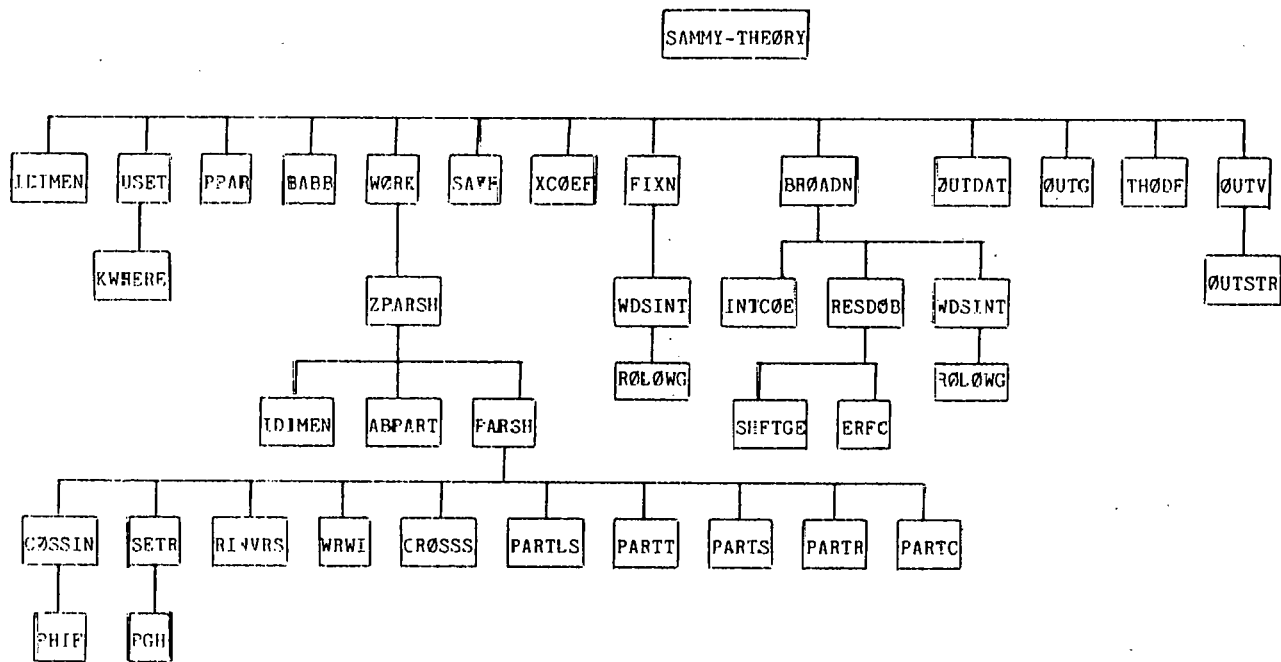 SAMMY-THEØRY
IDIMEN USET PPAR BABB WØRK SAVE XCØEF FIXN BRØADN ØUTDAT ØUTG THØDF ØUTV
KWHERE ZPARSH WDSINT INTCØE RESDØB WDSINT ØUTSTR
RØLØWG RØLØWG
IDIMEN ABPART PARSH SHFTGE ERFC
CØSSIN SETR RINVRS WRWI CRØSSS PARTLS PARTT PARTS PARTR PARTC
PHIF PGH